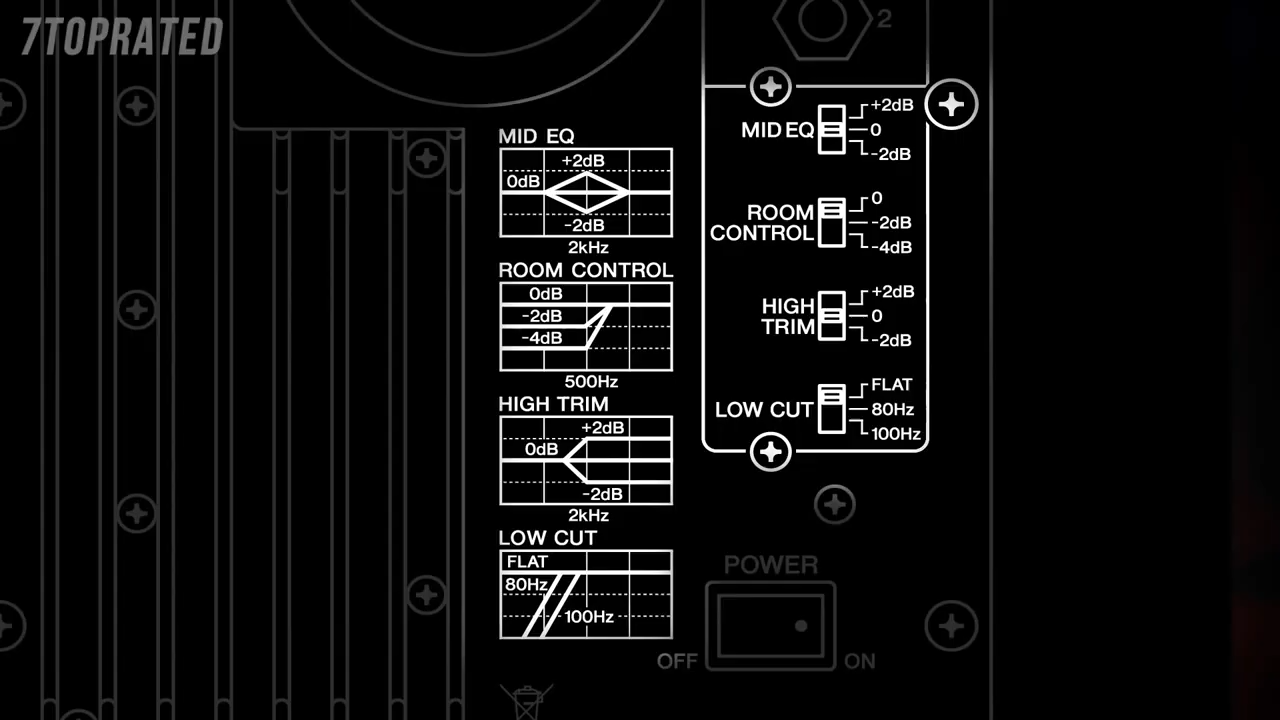 7TOPRATED
2
MID EQ
+2dB
0dB
-2dB
2kHz
ROOM CONTROL
0dB
-2dB
-4dB
500Hz
HIGH TRIM
+2dB
0dB
-2dB
2kHz
LOW CUT
FLAT
80Hz
100Hz
MID EQ
+2dB
0
-2dB
ROOM
CONTROL
0
-2dB
-4dB
HIGH
TRIM
+2dB
0
-2dB
LOW CUT
FLAT
80Hz
100Hz
POWER
OFF
ON